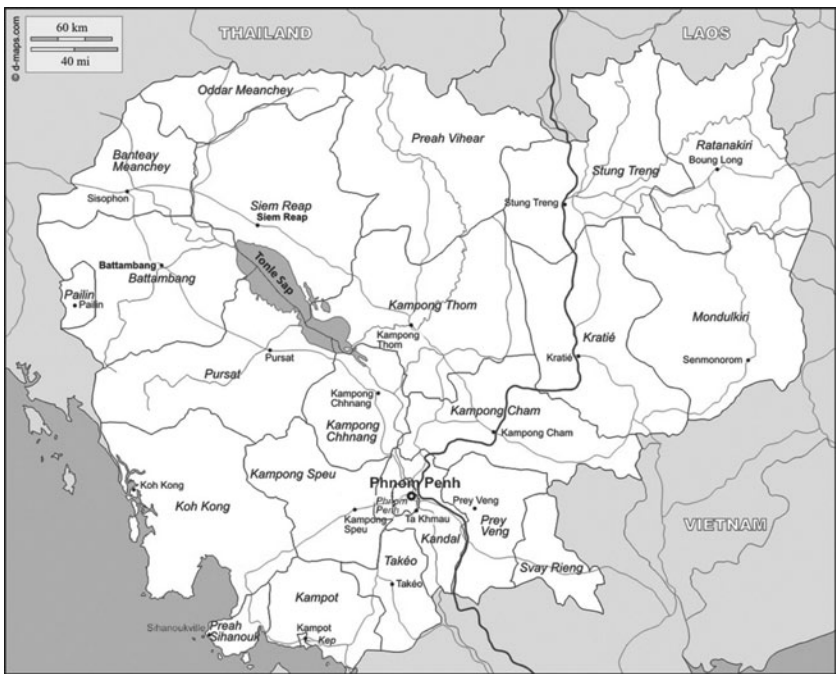 © d-maps.com
60 km
40 mi
THAILAND
LAOS
Oddar Meanchey
Preah Vihear
Banteay
Meanchey
Ratanakiri
Boung Long
Stung Treng
Sisophon
Siem Reap
Siem Reap
Stung Treng
Tonle Sap
Battambang
Battambang
Pailin
Pailin
Kampong Thom
Mondulkiri
Kampong
Thom
Kratié
Kratié
Senmonorom
Pursat
Pursat
Kampong
Chhnang
Kampong
Chhnang
Kampong Cham
Kampong Cham
Kampong Speu
Phnom Penh
Phnom
Penh
Koh Kong
Koh Kong
Kampong
Speu
Ta Khmau
Prey Veng
Prey
Veng
Kandal
VIETNAM
Takéo
Takéo
Svay Rieng
Kampot
Kampot
Kep
Sihanoukville
Preah
Sihanouk